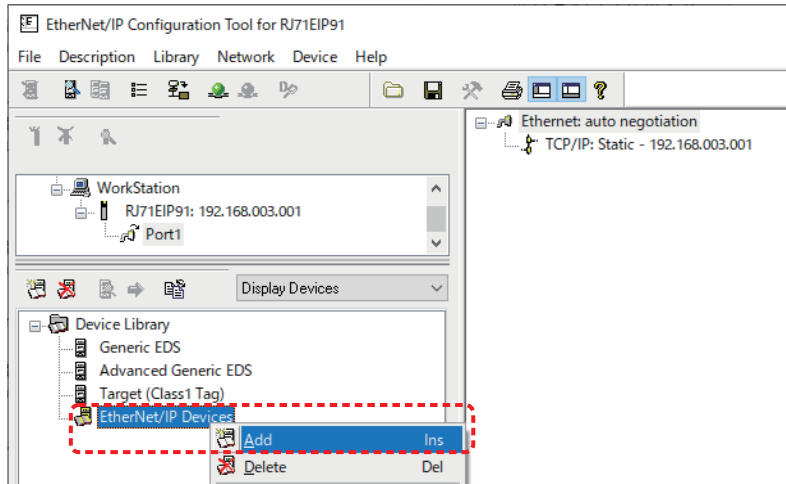 EtherNet/IP Configuration Tool for RJ71EIP91
File Description Library Network Device Help
Ethernet: auto negotiation
TCP/IP: Static - 192.168.003.001
WorkStation
RJ71EIP91: 192.168.003.001
Port1
Display Devices
Device Library
Generic EDS
Advanced Generic EDS
Target (Class1 Tag)
EtherNet/IP Devices
Add Ins
Delete Del